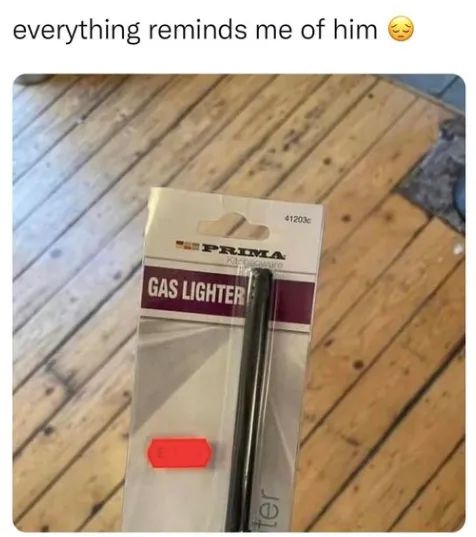 everything reminds me of him 😔
41203c
PRIMA
Kitchenware
GAS LIGHTER
ter